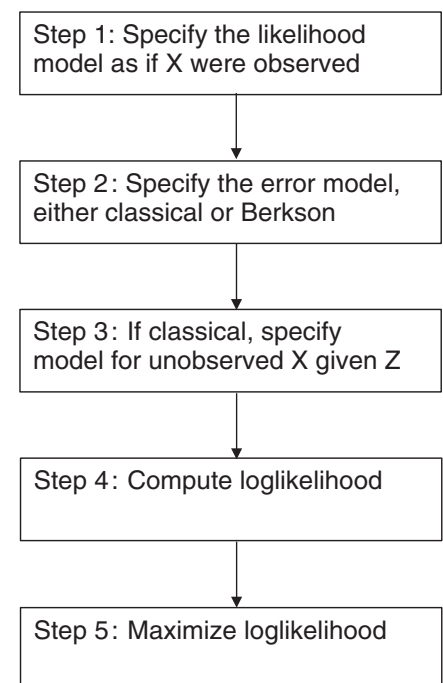 Step 1: Specify the likelihood
model as if X were observed
Step 2: Specify the error model,
either classical or Berkson
Step 3: If classical, specify
model for unobserved X given Z
Step 4: Compute loglikelihood
Step 5: Maximize loglikelihood